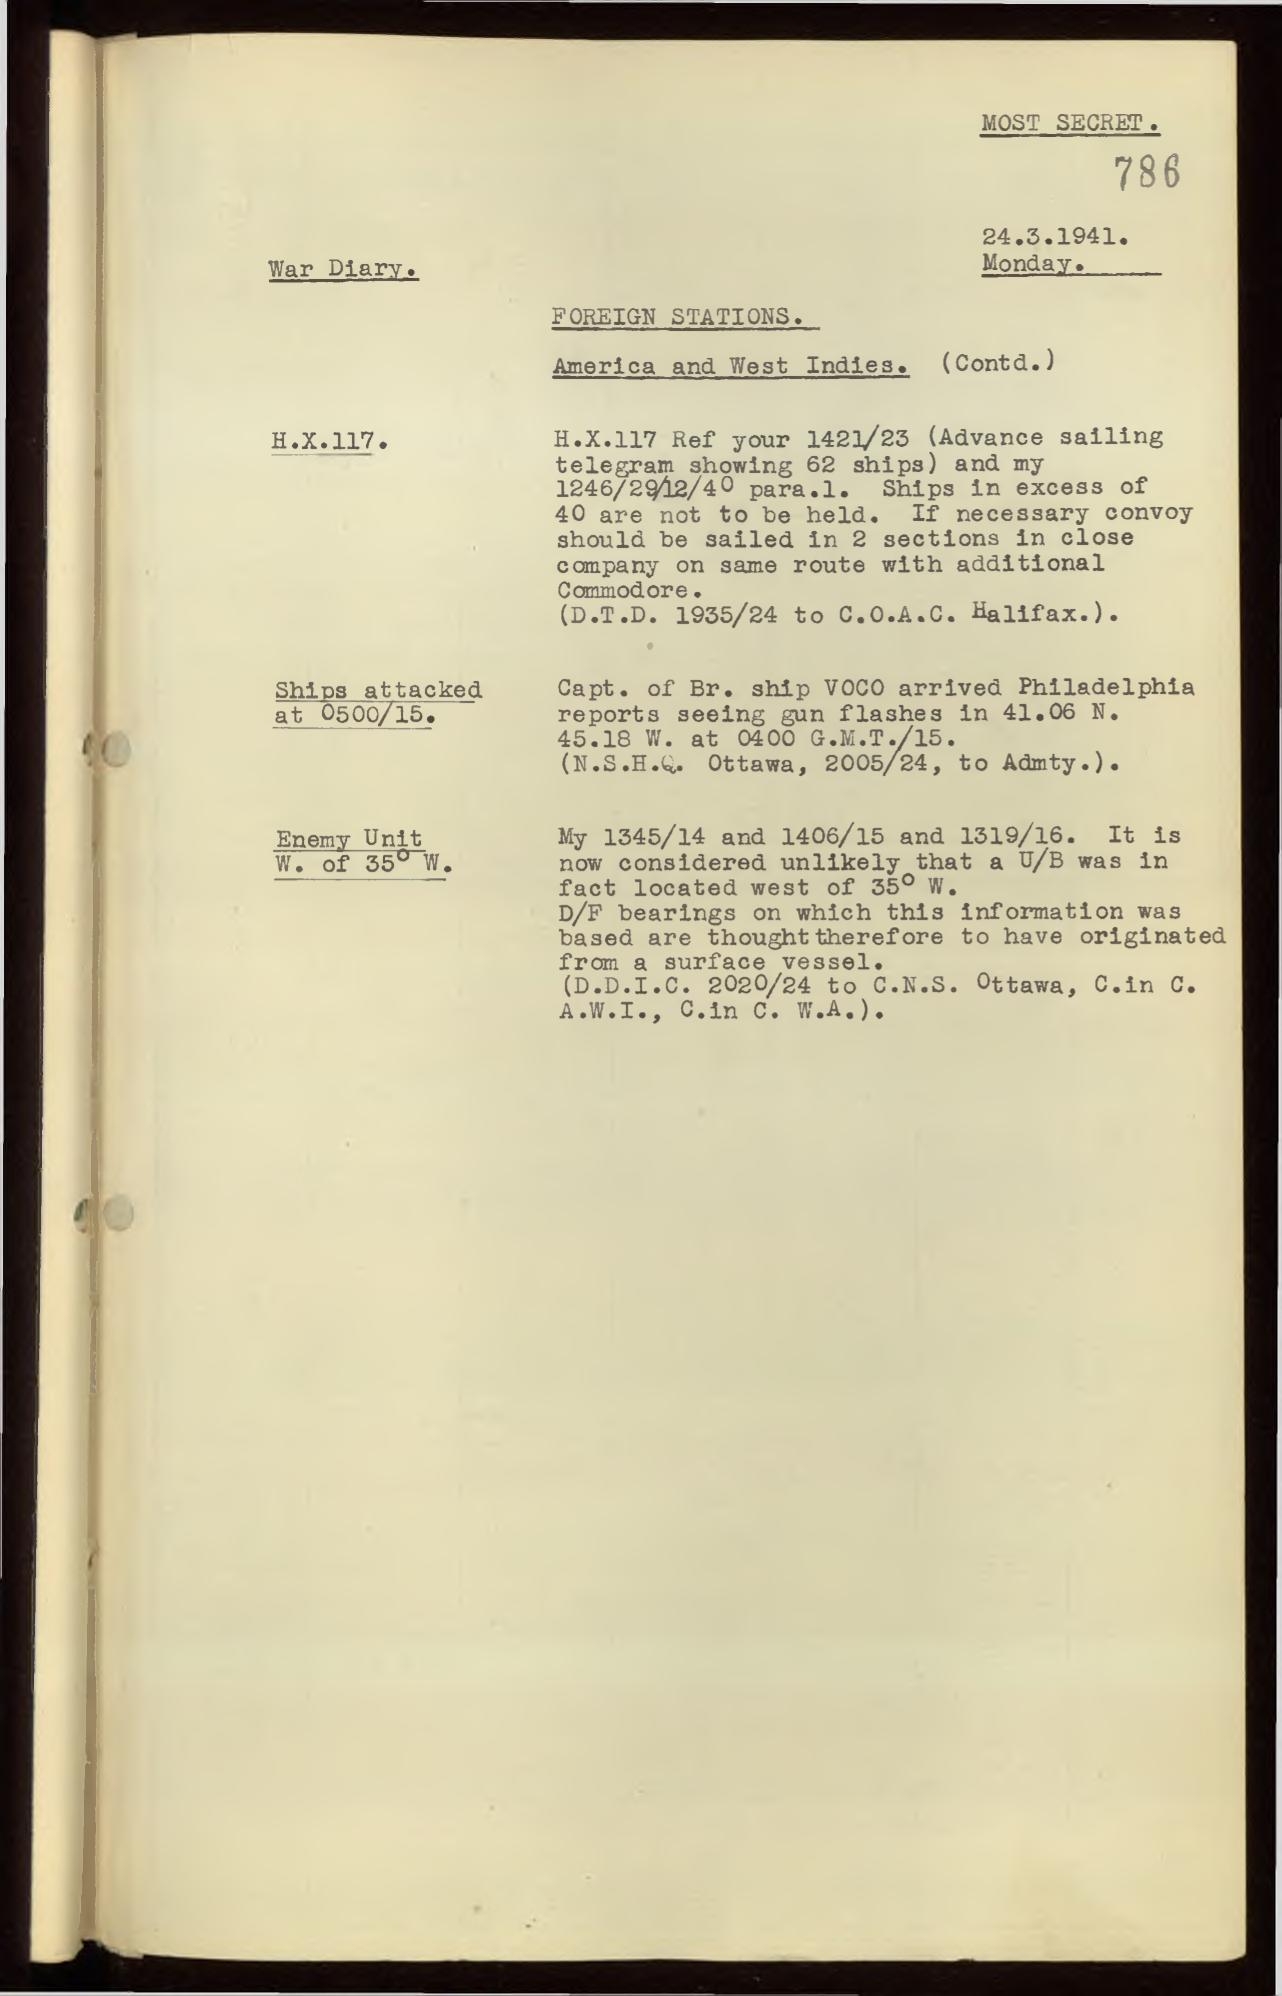 MOST SECRET.
786
24.3.1941.
War Diary.
Monday.
FOREIGN STATIONS.
America and West Indies. (Contd.)
H.X.117.
H.X.117 Ref your 1421/23 (Advance sailing
telegram showing 62 ships) and my
1246/29/12/40 para.1. Ships in excess of
40 are not to be held. If necessary convoy
should be sailed in 2 sections in close
company on same route with additional
Commodore.
(D.T.D. 1935/24 to C.O.A.C. Halifax.).
Ships attacked
at 0500/15.
Capt. of Br. ship VOCO arrived Philadelphia
reports seeing gun flashes in 41.06 N.
45.18 W. at 0400 G.M.T./15.
(N.S.H.Q. Ottawa, 2005/24, to Admty.).
Enemy Unit
W. of 35° W.
My 1345/14 and 1406/15 and 1319/16. It is
now considered unlikely that a U/B was in
fact located west of 35° W.
D/F bearings on which this information was
based are thought therefore to have originated
from a surface vessel.
(D.D.I.C. 2020/24 to C.N.S. Ottawa, C.in C.
A.W.I., C.in C. W.A.).